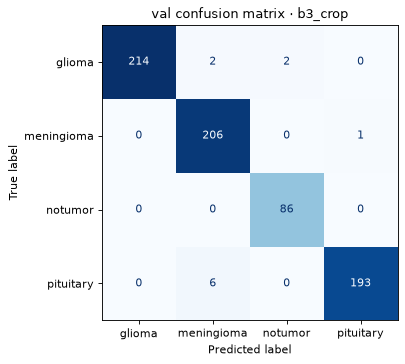 val confusion matrix · b3_crop
True label
glioma 214 2 2 0
meningioma 0 206 0 1
notumor 0 0 86 0
pituitary 0 6 0 193
glioma meningioma notumor pituitary
Predicted label